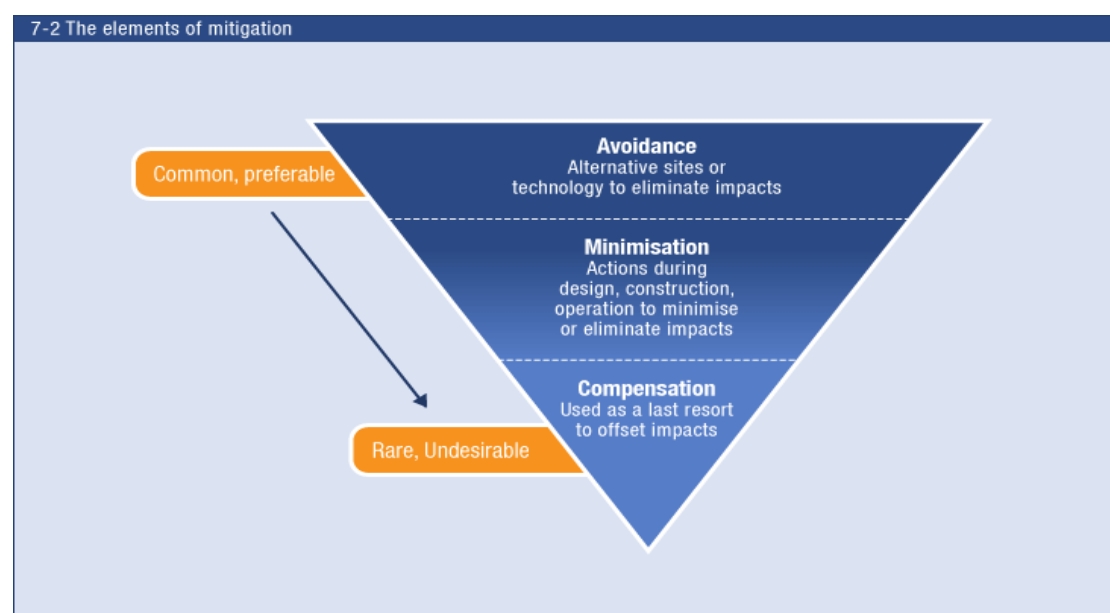 7-2 The elements of mitigation
Common, preferable
Avoidance
Alternative sites or
technology to eliminate impacts
Minimisation
Actions during
design, construction,
operation to minimise
or eliminate impacts
Compensation
Used as a last resort
to offset impacts
Rare, Undesirable